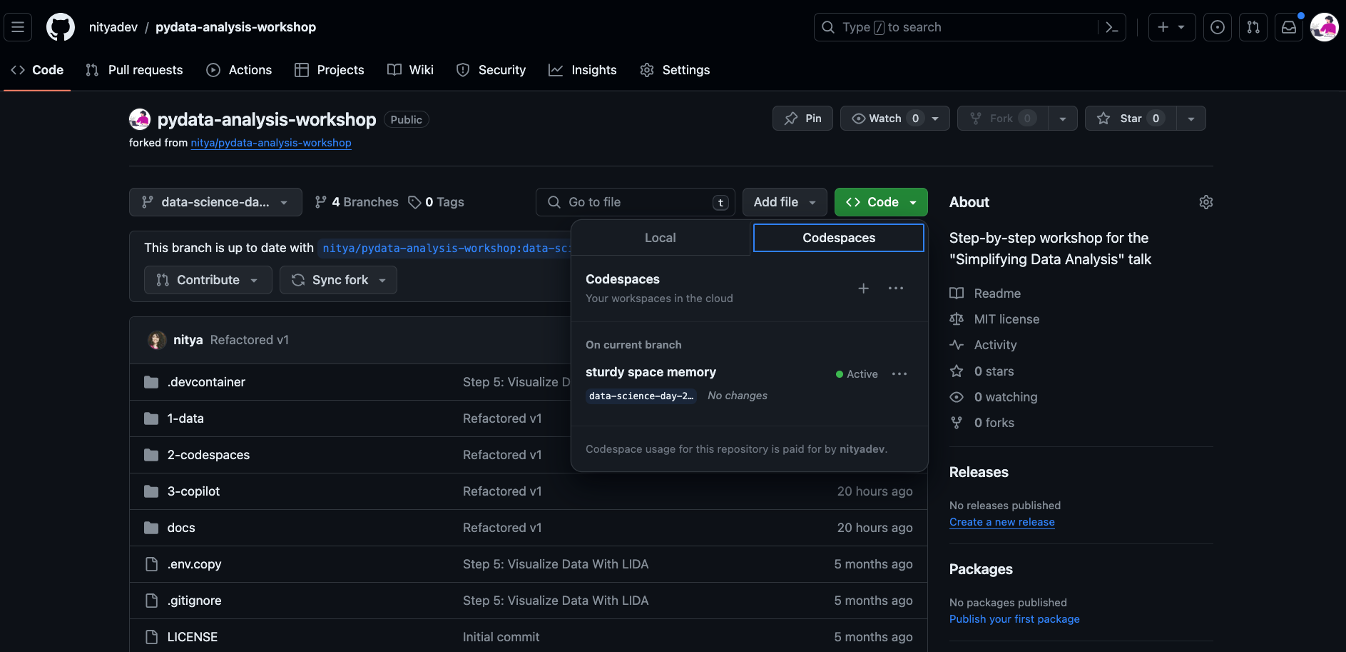 nityadev / pydata-analysis-workshop
Type / to search
Code
Pull requests
Actions
Projects
Wiki
Security
Insights
Settings
pydata-analysis-workshop
Public
forked from nitya/pydata-analysis-workshop
Pin
Watch 0
Fork 0
Star 0
data-science-da...
4 Branches
0 Tags
Go to file
t
Add file
Code
This branch is up to date with nitya/pydata-analysis-workshop:data-sci
Contribute
Sync fork
Local
Codespaces
Codespaces
Your workspaces in the cloud
On current branch
sturdy space memory
Active
data-science-day-2…
No changes
Codespace usage for this repository is paid for by nityadev.
nitya Refactored v1
.devcontainer Step 5: Visualize D
1-data Refactored v1
2-codespaces Refactored v1
3-copilot Refactored v1 20 hours ago
docs Refactored v1 20 hours ago
.env.copy Step 5: Visualize Data With LIDA 5 months ago
.gitignore Step 5: Visualize Data With LIDA 5 months ago
LICENSE Initial commit 5 months ago
About
Step-by-step workshop for the
"Simplifying Data Analysis" talk
Readme
MIT license
Activity
0 stars
0 watching
0 forks
Releases
No releases published
Create a new release
Packages
No packages published
Publish your first package